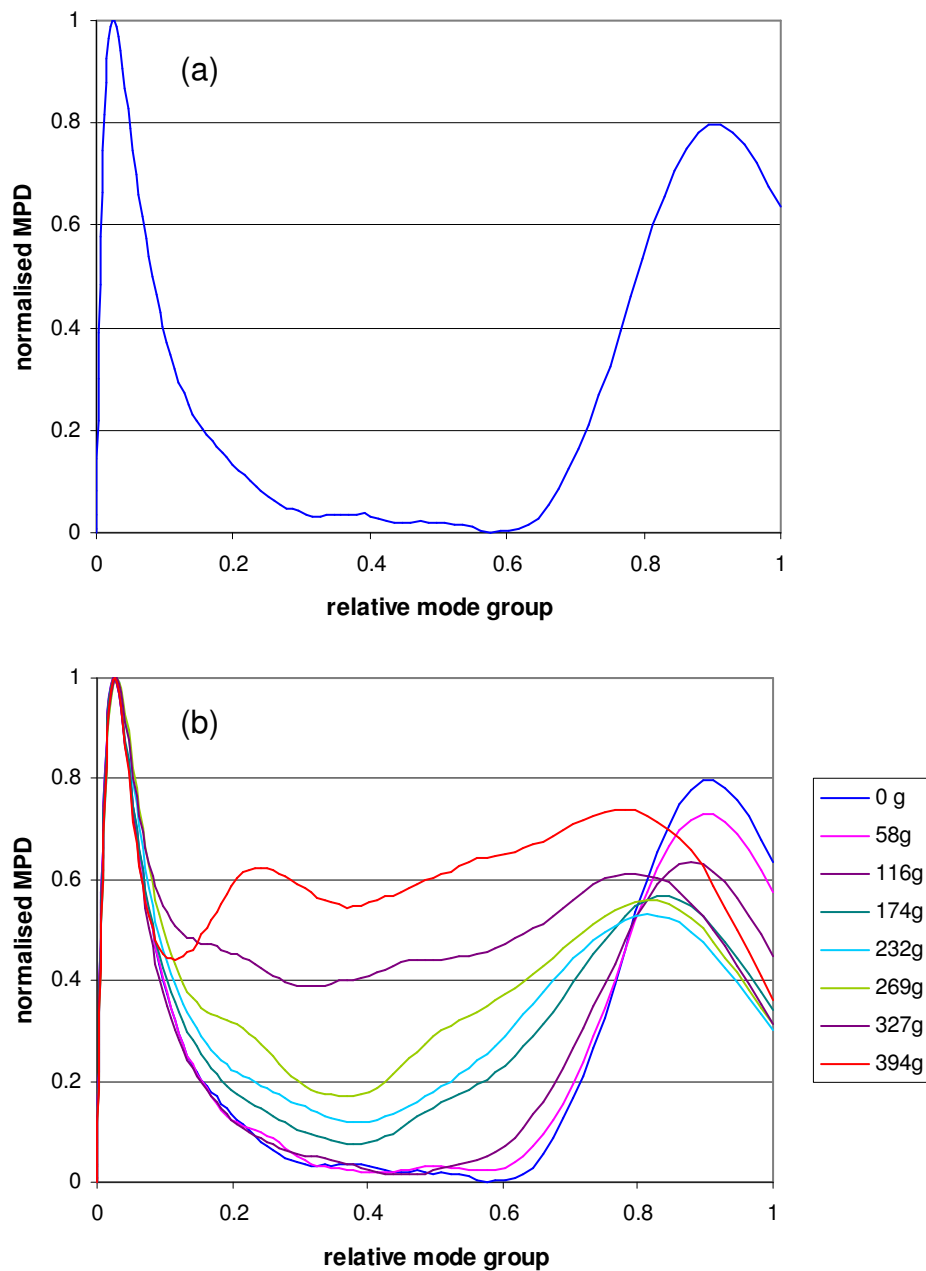 (a)
normalised MPD
1
0.8
0.6
0.4
0.2
0
0 0.2 0.4 0.6 0.8 1
relative mode group
(b)
normalised MPD
1
0.8
0.6
0.4
0.2
0
0 0.2 0.4 0.6 0.8 1
relative mode group
0 g
58g
116g
174g
232g
269g
327g
394g